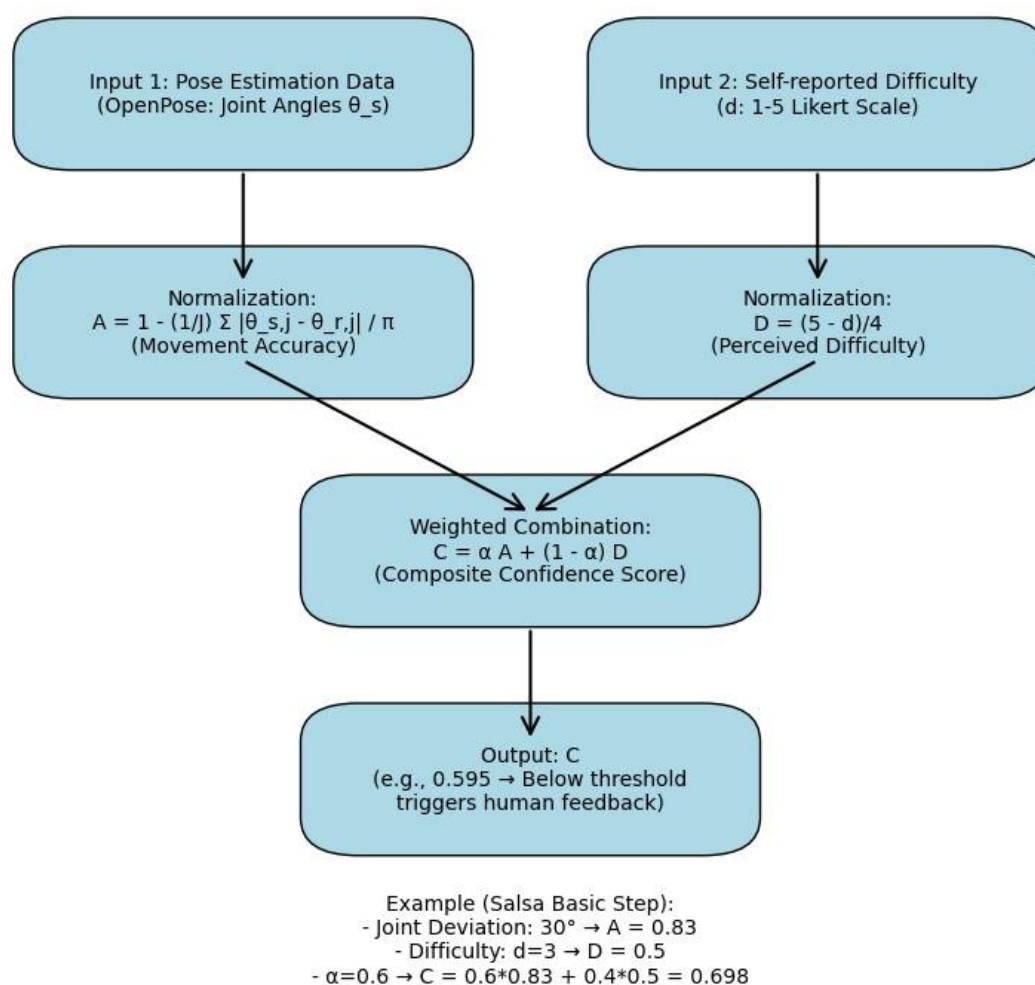 Input 1: Pose Estimation Data
(OpenPose: Joint Angles θ_s)
Input 2: Self-reported Difficulty
(d: 1-5 Likert Scale)
Normalization:
A = 1 - (1/J) Σ |θ_s,j - θ_r,j| / π
(Movement Accuracy)
Normalization:
D = (5 - d)/4
(Perceived Difficulty)
Weighted Combination:
C = α A + (1 - α) D
(Composite Confidence Score)
Output: C
(e.g., 0.595 → Below threshold
triggers human feedback)
Example (Salsa Basic Step):
- Joint Deviation: 30° → A = 0.83
- Difficulty: d=3 → D = 0.5
- α=0.6 → C = 0.6*0.83 + 0.4*0.5 = 0.698